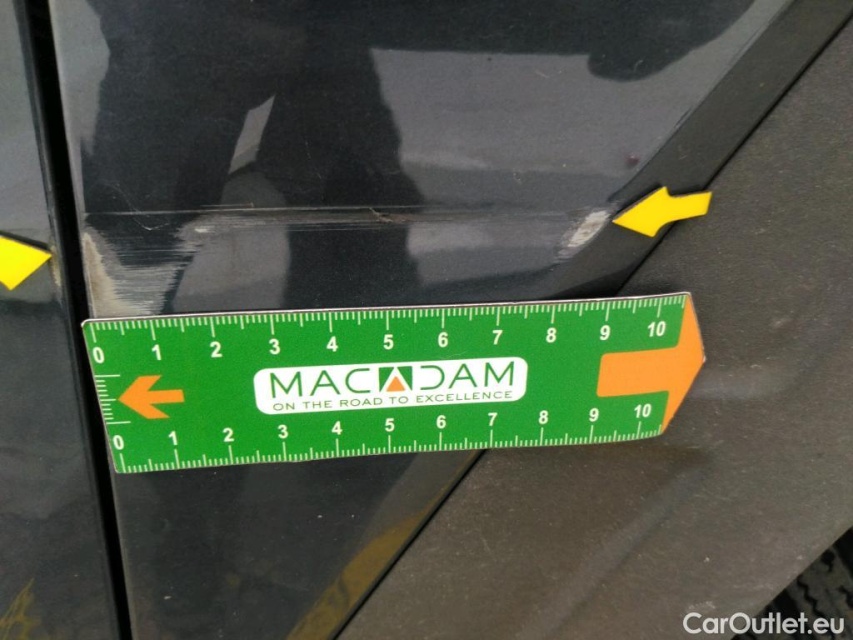 0 1 2 3 4 5 6 7 8 9 10
MACADAM
ON THE ROAD TO EXCELLENCE
0 1 2 3 4 5 6 7 8 9 10
CarOutlet.eu